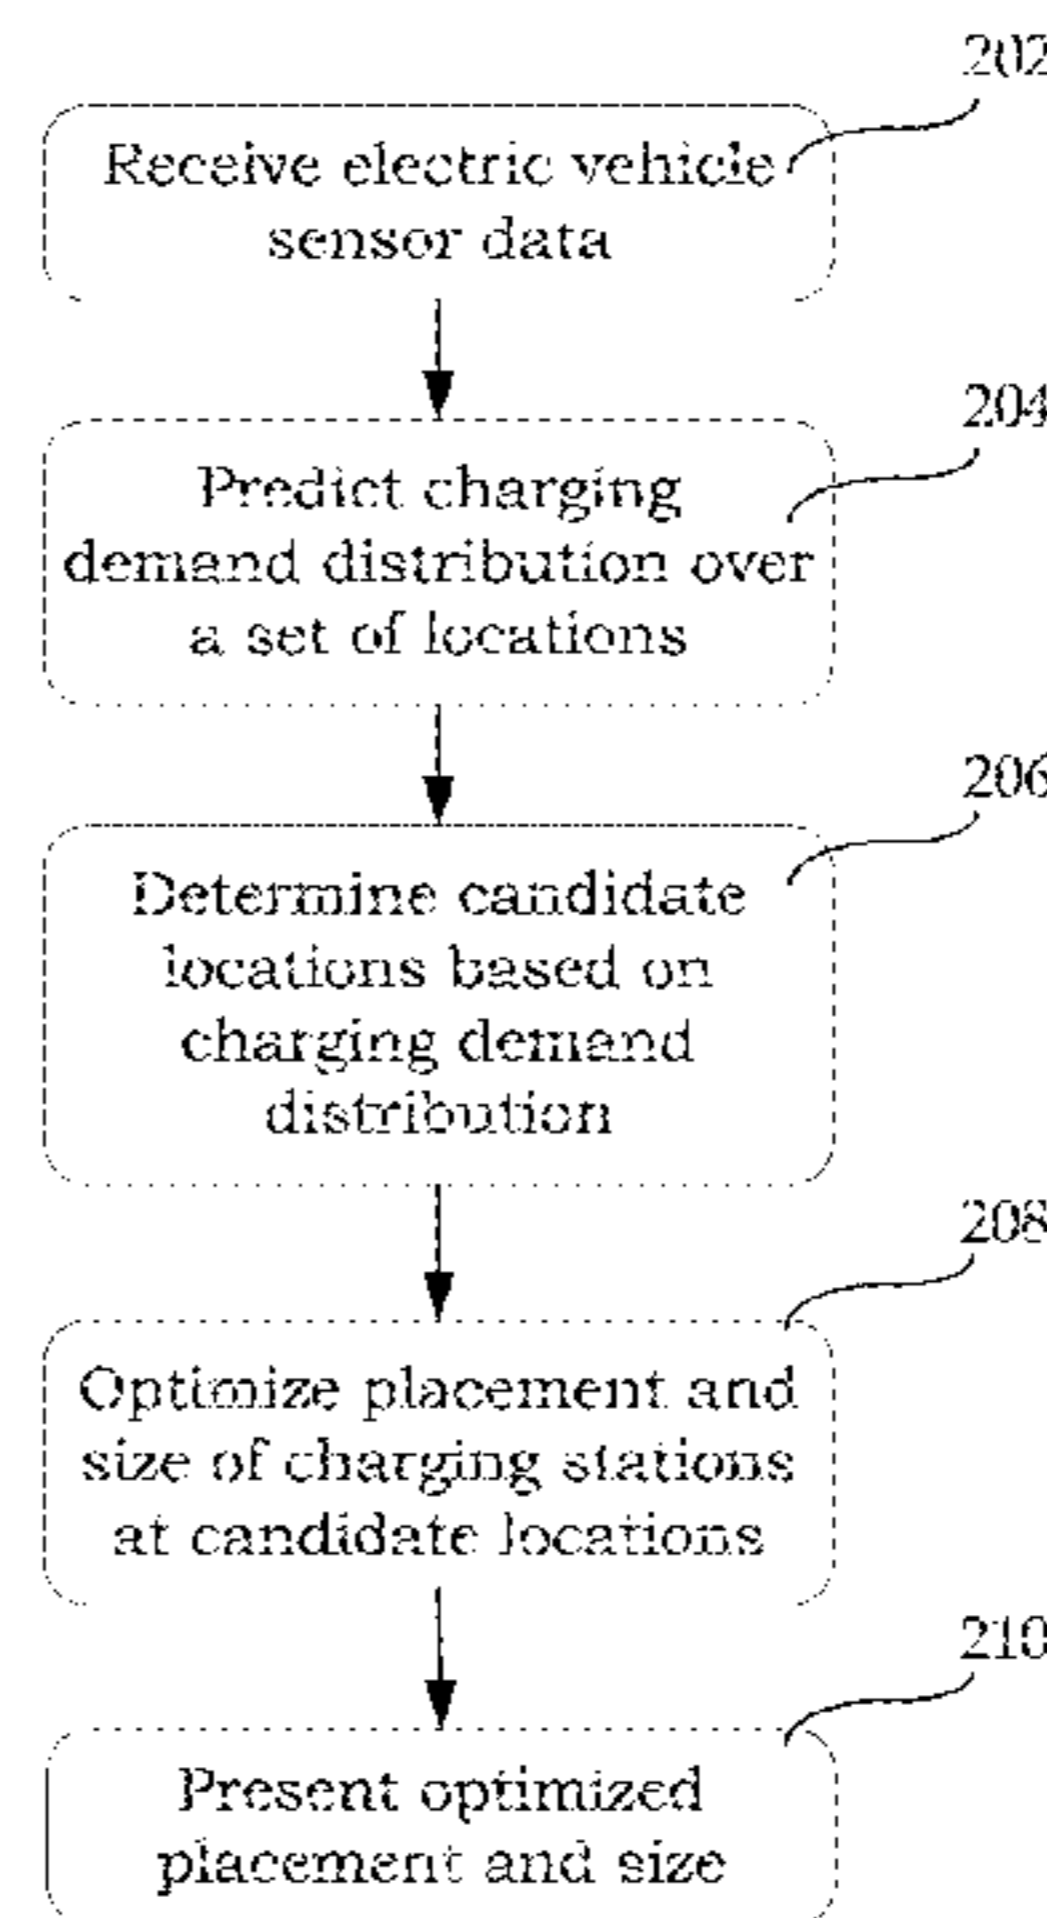 202
Receive electric vehicle
sensor data
204
Predict charging
demand distribution over
a set of locations
206
Determine candidate
locations based on
charging demand
distribution
208
Optimize placement and
size of charging stations
at candidate locations
210
Present optimized
placement and size